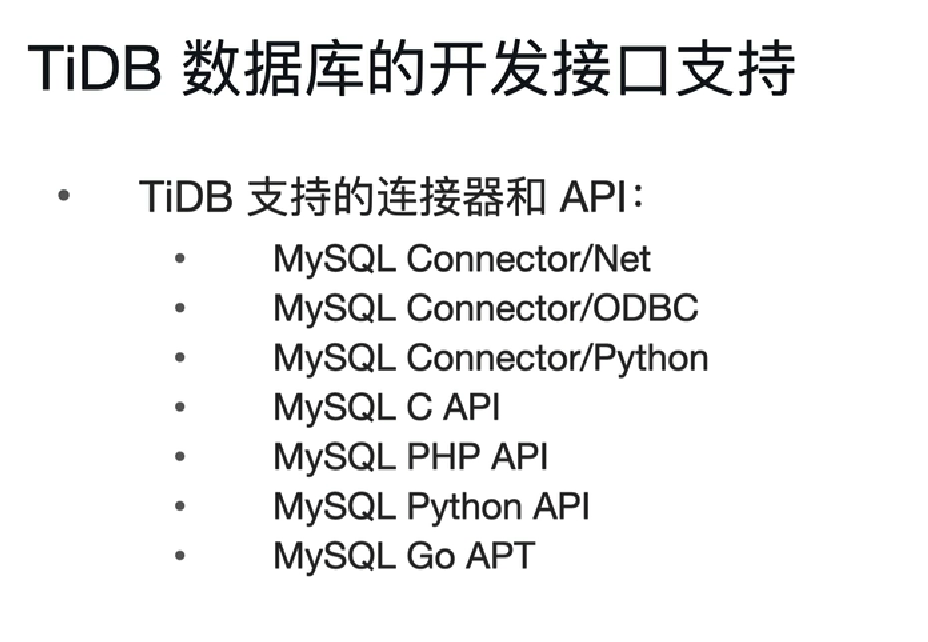 TiDB 数据库的开发接口支持
• TiDB 支持的连接器和 API：
• MySQL Connector/Net
• MySQL Connector/ODBC
• MySQL Connector/Python
• MySQL C API
• MySQL PHP API
• MySQL Python API
• MySQL Go APT